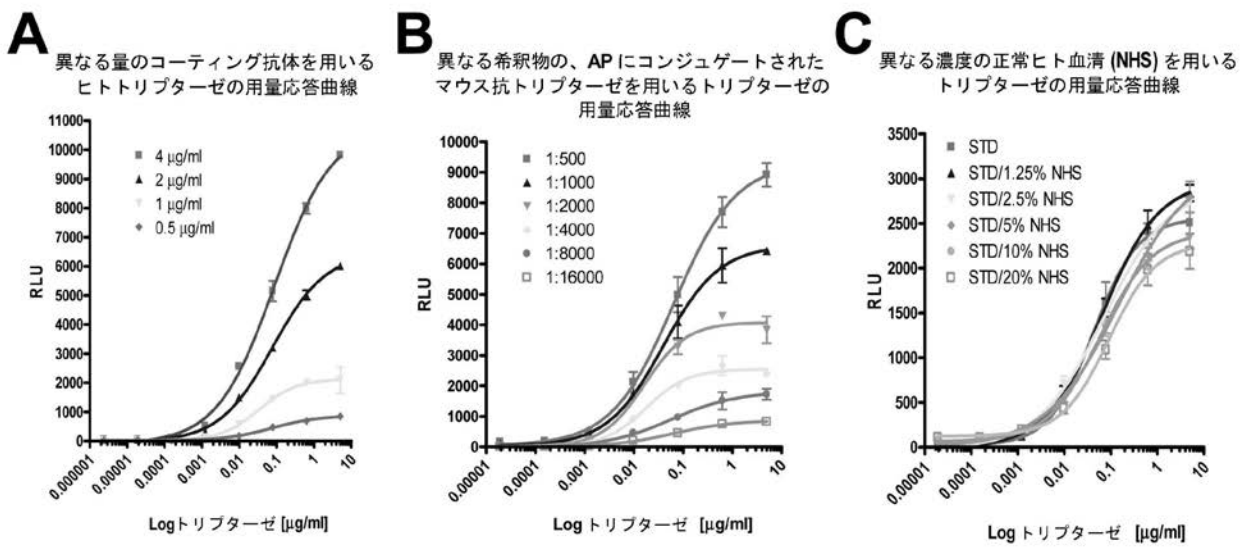 A
異なる量のコーティング抗体を用いる
ヒトトリプターゼの用量応答曲線
11000
10000
9000
8000
7000
6000
5000
4000
3000
2000
1000
0
RLU
4 μg/ml
2 μg/ml
1 μg/ml
0.5 μg/ml
0.00001
0.00001
0.0001
0.001
0.01
0.1
1
10
Logトリプターゼ [μg/ml]
B
異なる希釈物の、AP にコンジュゲートされた
マウス抗トリプターゼを用いるトリプターゼの
用量応答曲線
10000
9000
8000
7000
6000
5000
4000
3000
2000
1000
0
RLU
1:500
1:1000
1:2000
1:4000
1:8000
1:16000
0.00001
0.0001
0.001
0.01
0.1
1
10
Log トリプターゼ [μg/ml]
C
異なる濃度の正常ヒト血清 (NHS) を用いる
トリプターゼの用量応答曲線
3500
3000
2500
2000
1500
1000
500
0
RLU
STD
STD/1.25% NHS
STD/2.5% NHS
STD/5% NHS
STD/10% NHS
STD/20% NHS
0.00001
0.0001
0.001
0.01
0.1
1
10
Log トリプターゼ [μg/ml]